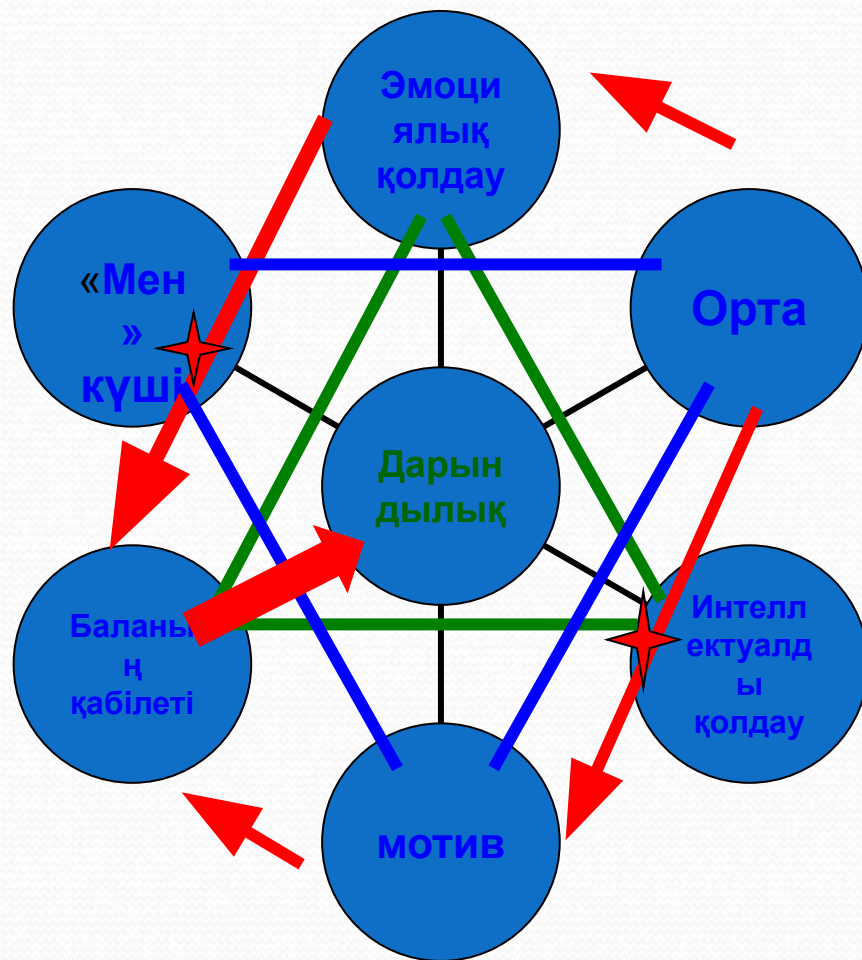 Эмоци
ялық
қолдау
«Мен
»
күші
Орта
Дарын
дылық
Баланы
ң
қабілеті
Интелл
ектуалд
ы
қолдау
мотив